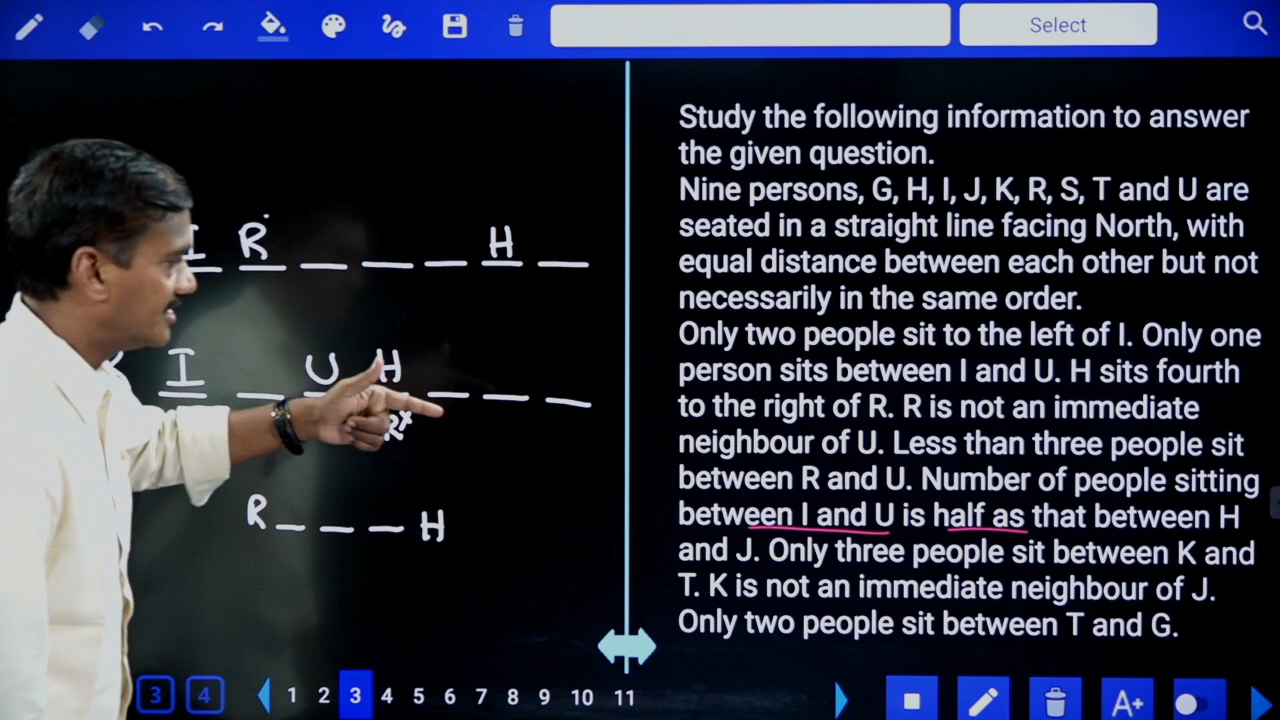 Select
Study the following information to answer
the given question.
Nine persons, G, H, I, J, K, R, S, T and U are
seated in a straight line facing North, with
equal distance between each other but not
necessarily in the same order.
Only two people sit to the left of I. Only one
person sits between I and U. H sits fourth
to the right of R. R is not an immediate
neighbour of U. Less than three people sit
between R and U. Number of people sitting
between I and U is half as that between H
and J. Only three people sit between K and
T. K is not an immediate neighbour of J.
Only two people sit between T and G.
I R H
I U H
R
R _ _ _ H
3 4 1 2 3 4 5 6 7 8 9 10 11 A+